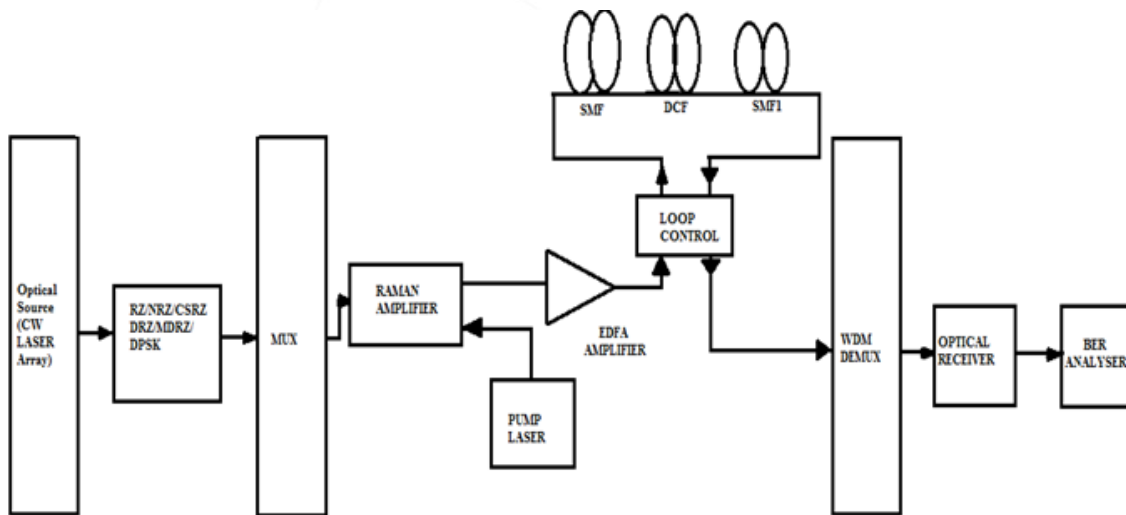 SMF
DCF
SMF1
LOOP
CONTROL
Optical
Source
(CW
LASER
Array)
RZ/NRZ/CSRZ
DRZ/MDRZ/
DPSK
MUX
RAMAN
AMPLIFIER
EDFA
AMPLIFIER
PUMP
LASER
WDM
DEMUX
OPTICAL
RECEIVER
BER
ANALYSER